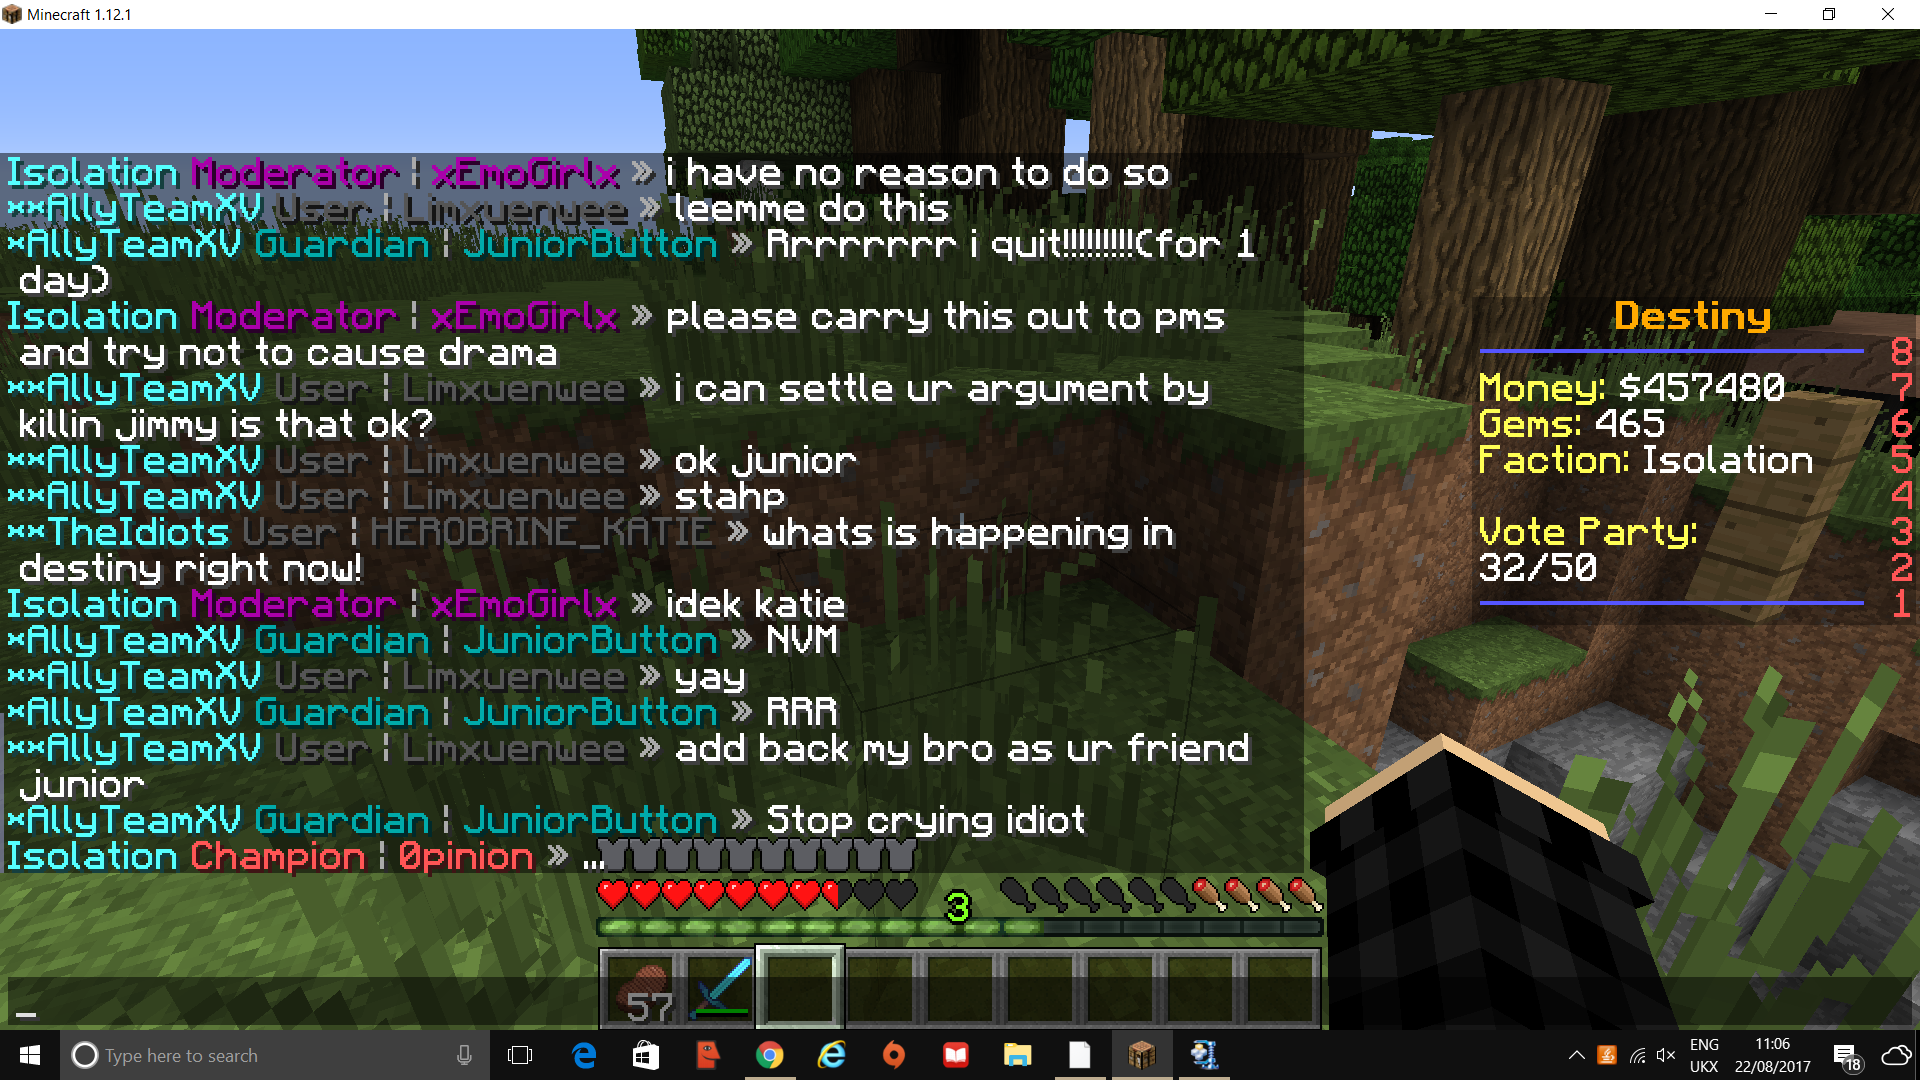 Minecraft 1.12.1
Isolation Moderator | xEmoGirlx » i have no reason to do so
**AllyTeamXV User | Limxuenwee » leemme do this
*AllyTeamXV Guardian | JuniorButton » Rrrrrrrr i quit!!!!!!!!!(for 1
day)
Isolation Moderator | xEmoGirlx » please carry this out to pms
and try not to cause drama
**AllyTeamXV User | Limxuenwee » i can settle ur argument by
killin jimmy is that ok?
**AllyTeamXV User | Limxuenwee » ok junior
**AllyTeamXV User | Limxuenwee » stahp
**TheIdiots User | HEROBRINE_KATIE » whats is happening in
destiny right now!
Isolation Moderator | xEmoGirlx » idek katie
*AllyTeamXV Guardian | JuniorButton » NVM
**AllyTeamXV User | Limxuenwee » yay
*AllyTeamXV Guardian | JuniorButton » RRR
**AllyTeamXV User | Limxuenwee » add back my bro as ur friend
junior
*AllyTeamXV Guardian | JuniorButton » Stop crying idiot
Isolation Champion | 0pinion » ...
Destiny
8
Money: $457480 7
Gems: 465 6
Faction: Isolation 5
4
Vote Party: 3
32/50 2
1
3
57
_
Type here to search
ENG
UKX
11:06
22/08/2017
18